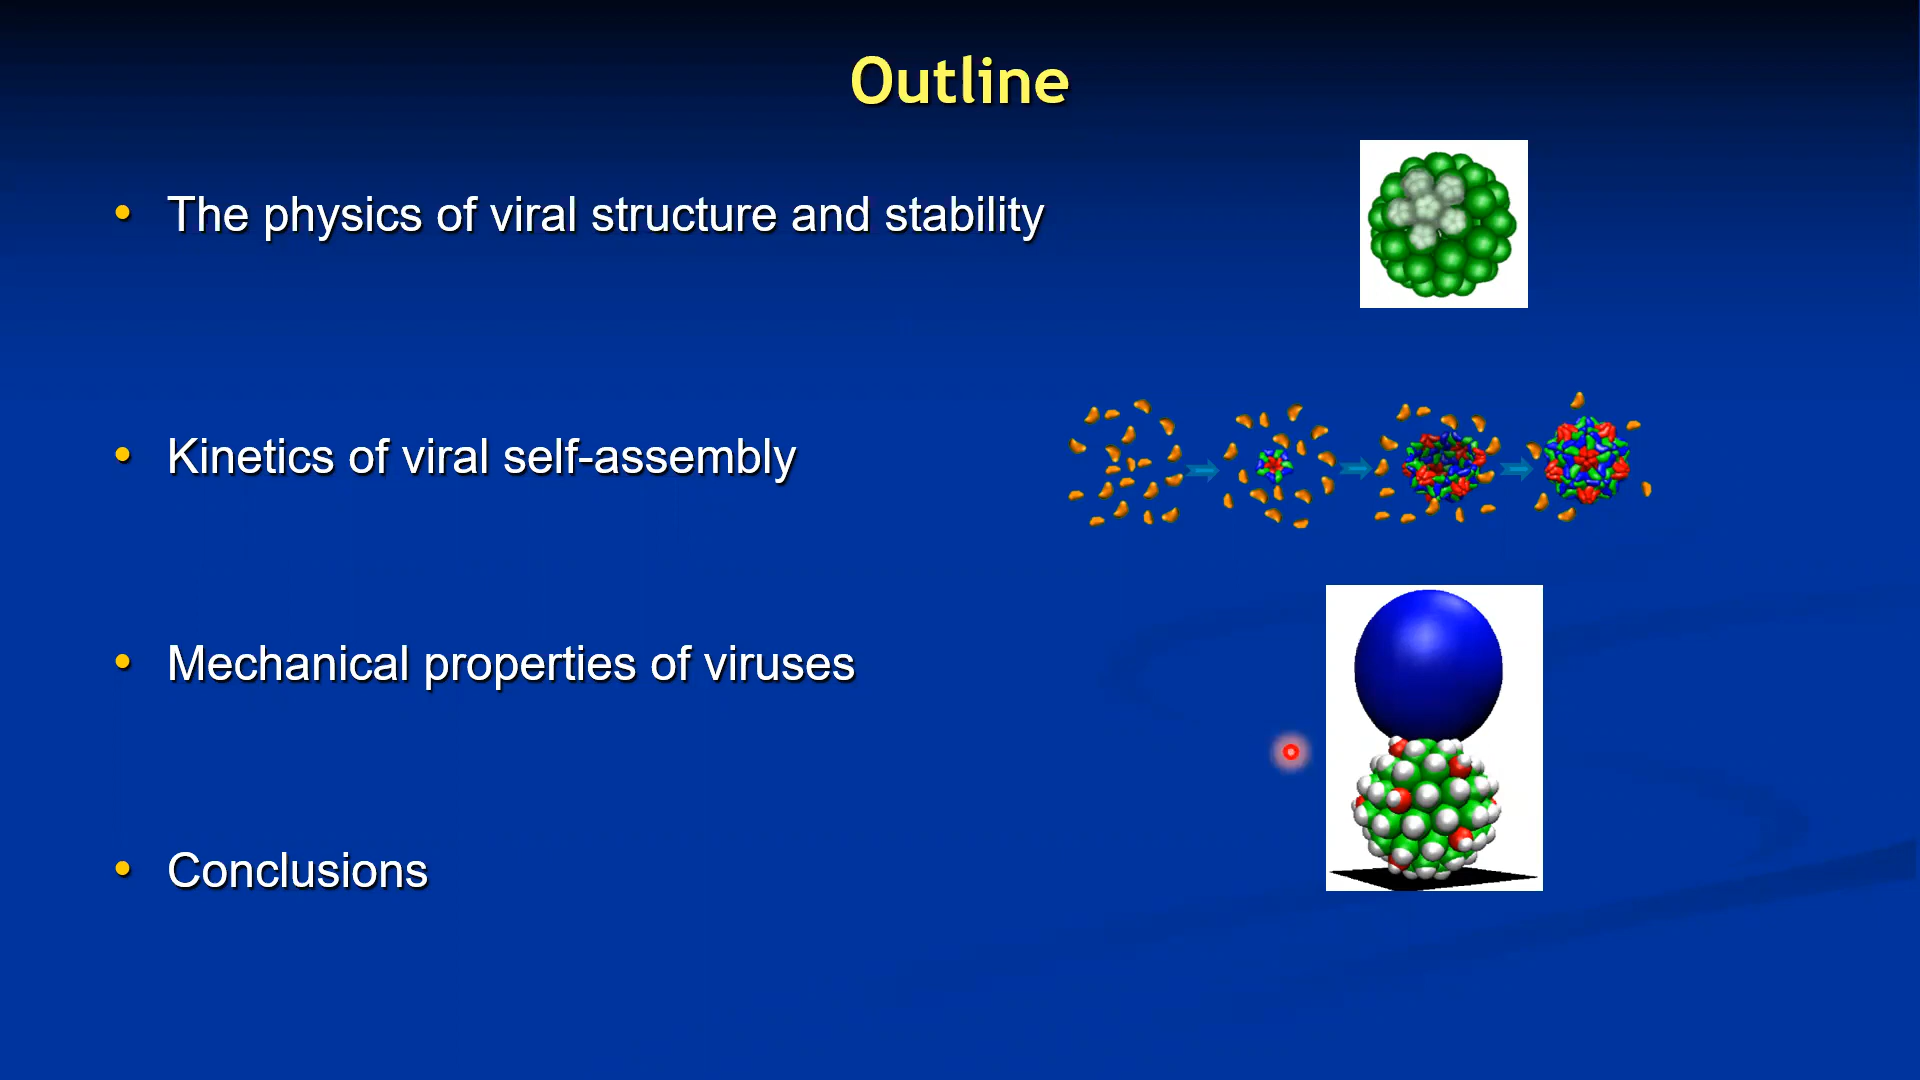 Outline
• The physics of viral structure and stability
• Kinetics of viral self-assembly
• Mechanical properties of viruses
• Conclusions